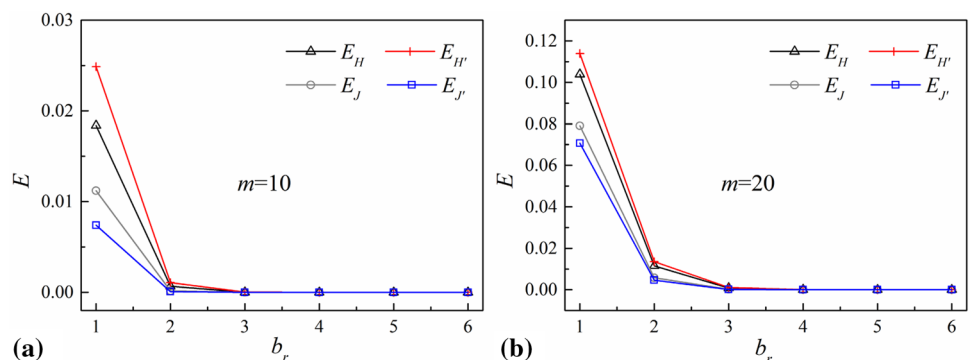 0.03
0.02
0.01
0.00
E
E_H
E_H'
E_J
E_J'
m=10
1 2 3 4 5 6
b_r
(a)
0.12
0.10
0.08
0.06
0.04
0.02
0.00
E
E_H
E_H'
E_J
E_J'
m=20
1 2 3 4 5 6
b_r
(b)